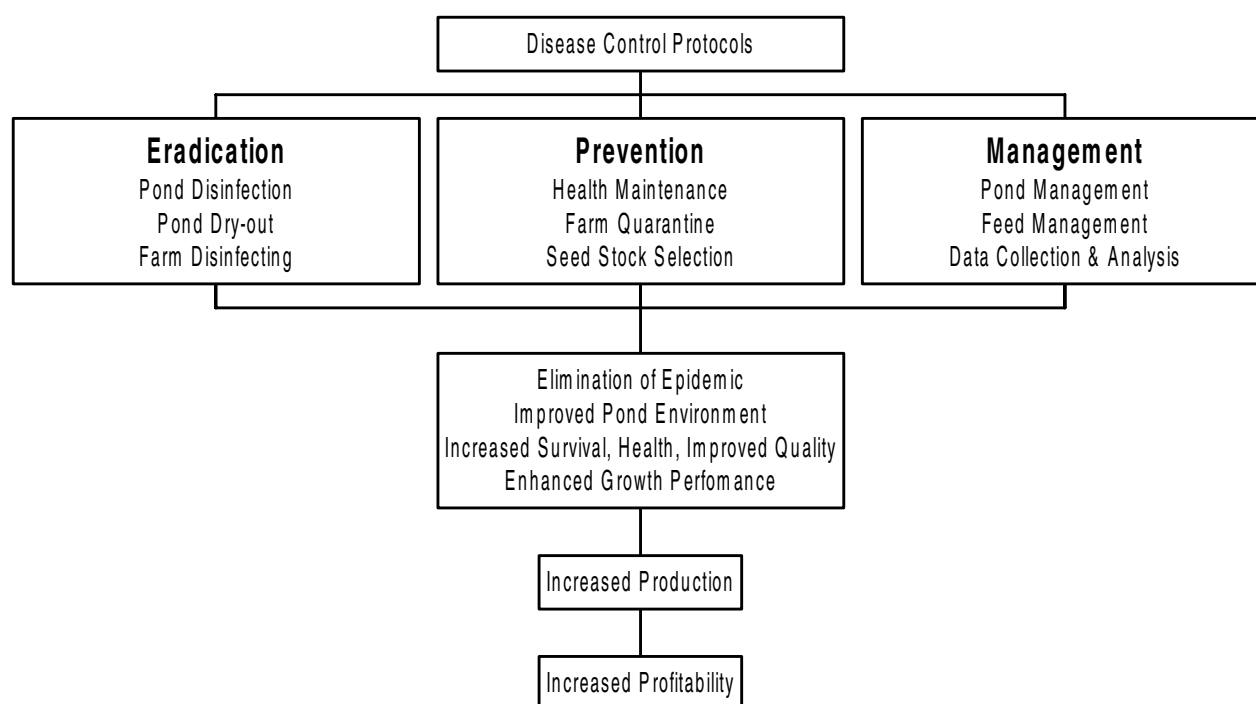 Disease Control Protocols
Eradication
Pond Disinfection
Pond Dry-out
Farm Disinfecting
Prevention
Health Maintenance
Farm Quarantine
Seed Stock Selection
Management
Pond Management
Feed Management
Data Collection & Analysis
Elimination of Epidemic
Improved Pond Environment
Increased Survival, Health, Improved Quality
Enhanced Growth Perfomance
Increased Production
Increased Profitability